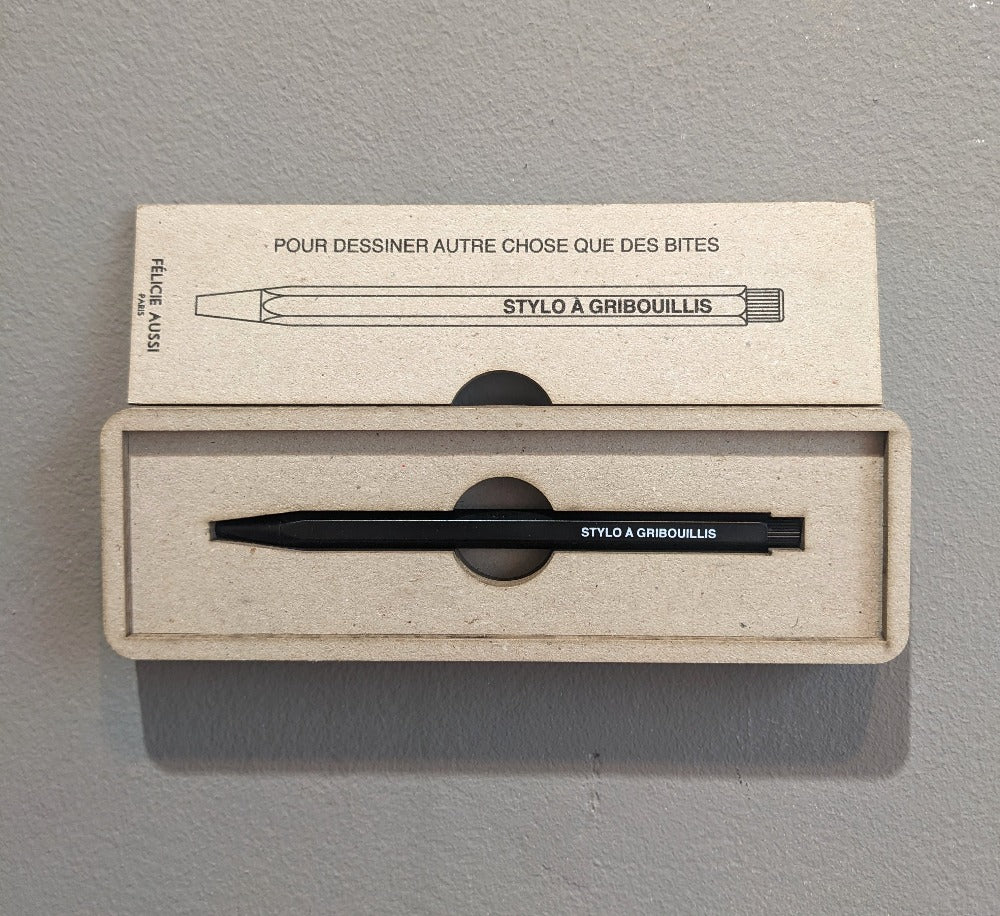 POUR DESSINER AUTRE CHOSE QUE DES BITES
STYLO À GRIBOUILLIS
FÉLICIE AUSSI
PARIS
STYLO À GRIBOUILLIS